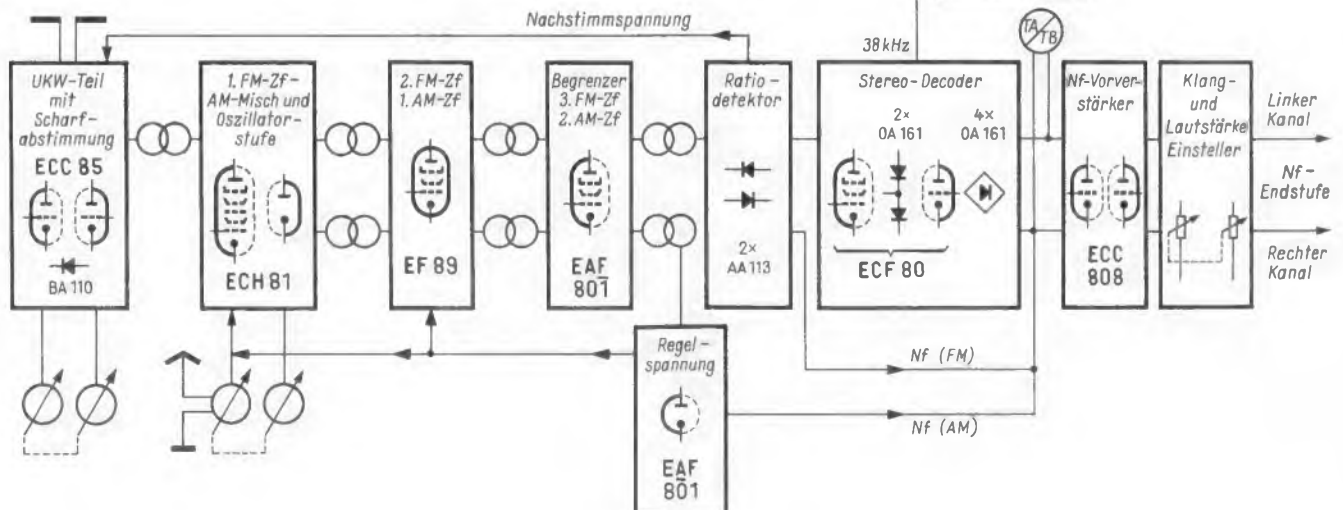 Nachstimmspannung
TA/TB
38 kHz
UKW-Teil
mit
Scharf-
abstimmung
ECC 85
BA 110
1. FM-Zf-
AM-Misch und
Oszillator-
stufe
ECH 81
2. FM-Zf
1. AM-Zf
EF 89
Begrenzer
3. FM-Zf
2. AM-Zf
EAF
801
Ratio-
detektor
2×
AA 113
Stereo-Decoder
2×
OA 161
4×
OA 161
ECF 80
Nf-Vorver-
stärker
ECC
808
Klang-
und
Lautstärke
Einsteller
Linker
Kanal
Nf-
Endstufe
Rechter
Kanal
Regel-
spannung
EAF
801
Nf (FM)
Nf (AM)